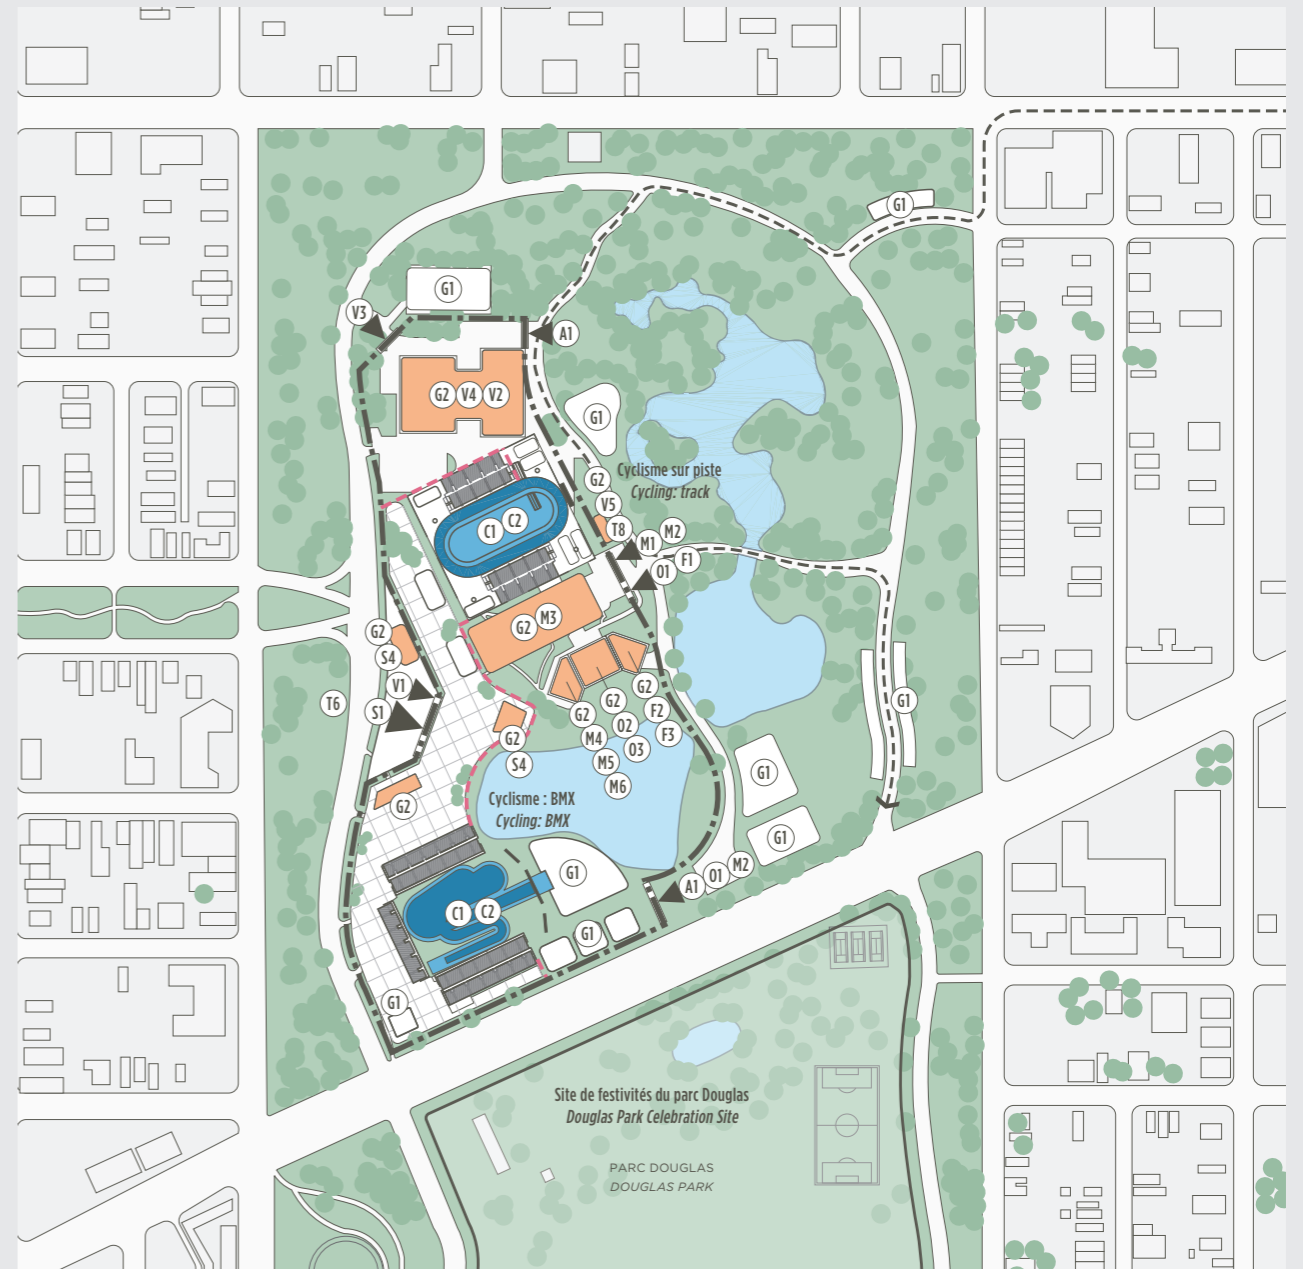 G1
G1
V3
A1
G2 V4 V2
G1
Cyclisme sur piste
Cycling: track
G2
V5
T8
C1 C2
M1 M2
O1 F1
G2 M3
G2
S4
V1
S1
T6
G2
G2
G2
F2
F3
M4
O2
O3
M5
M6
G1
G2
S4
G2
Cyclisme : BMX
Cycling: BMX
G1
G1
G1
A1 O1 M2
C1 C2
G1
G1
Site de festivités du parc Douglas
Douglas Park Celebration Site
PARC DOUGLAS
DOUGLAS PARK